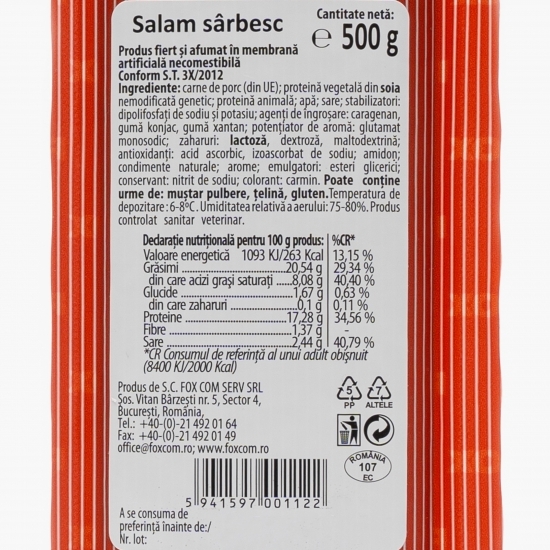 Salam sârbesc
Cantitate netă:
℮ 500 g
Produs fiert și afumat în membrană
artificială necomestibilă
Conform S.T. 3X/2012
Ingrediente: carne de porc (din UE); proteină vegetală din soia
nemodificată genetic; proteină animală; apă; sare; stabilizatori:
dipolifosfați de sodiu și potasiu; agenți de îngroșare: caragenan,
gumă konjac, gumă xantan; potențiator de aromă: glutamat
monosodic; zaharuri: lactoză, dextroză, maltodextrină;
antioxidanți: acid ascorbic, izoascorbat de sodiu; amidon;
condimente naturale; arome; emulgatori: esteri glicerici;
conservant: nitrit de sodiu; colorant: carmin. Poate conține
urme de: muștar pulbere, țelină, gluten. Temperatura de
depozitare : 6-8ºC. Umiditatea relativă a aerului: 75-80%. Produs
controlat sanitar veterinar.
Declarație nutrițională pentru 100 g produs: %CR*
Valoare energetică 1093 KJ/263 Kcal 13,15 %
Grăsimi 20,54 g 29,34 %
din care acizi grași saturați 8,08 g 40,40 %
Glucide 1,67 g 0,63 %
din care zaharuri 0,1 g 0,11 %
Proteine 17,28 g 34,56 %
Fibre 1,37 g -
Sare 2,44 g 40,79 %
*CR Consumul de referință al unui adult obișnuit
(8400 KJ/2000 Kcal)
Produs de S.C. FOX COM SERV SRL
Șos. Vitan Bârzești nr. 5, Sector 4,
București, România,
Tel.: +40-(0)-21 492 01 64
Fax: +40-(0)-21 492 01 49
office@foxcom.ro, www.foxcom.ro
5 7
PP ALTELE
ROMÂNIA
107
EC
5 941597 001122
A se consuma de
preferință înainte de:/
Nr. lot: